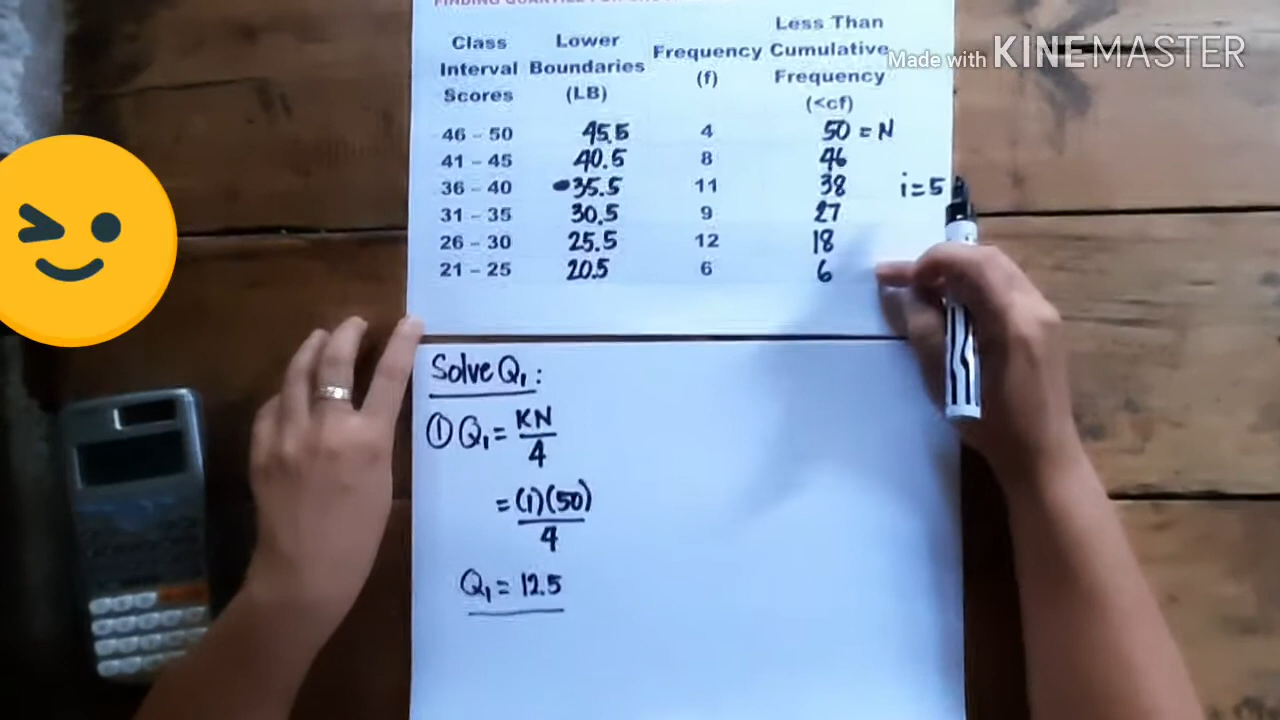 Class Interval Scores Lower Boundaries (LB) Frequency (f) Less Than Cumulative Frequency (<cf)
46 – 50 45.5 4 50 = N
41 – 45 40.5 8 46
36 – 40 35.5 11 38 i = 5
31 – 35 30.5 9 27
26 – 30 25.5 12 18
21 – 25 20.5 6 6
Made with KINEMASTER
Solve Q₁:
① Q₁ = KN/4
= (1)(50)/4
Q₁ = 12.5